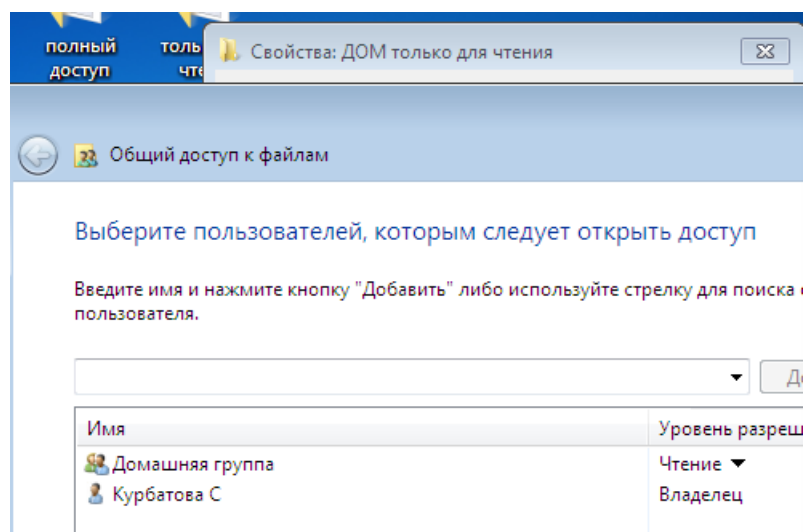 полный
доступ
Свойства: ДОМ только для чтения
Общий доступ к файлам
Выберите пользователей, которым следует открыть доступ
Введите имя и нажмите кнопку "Добавить" либо используйте стрелку для поиска
пользователя.
Имя
Уровень
Домашняя группа
Чтение
Курбатова С
Владелец